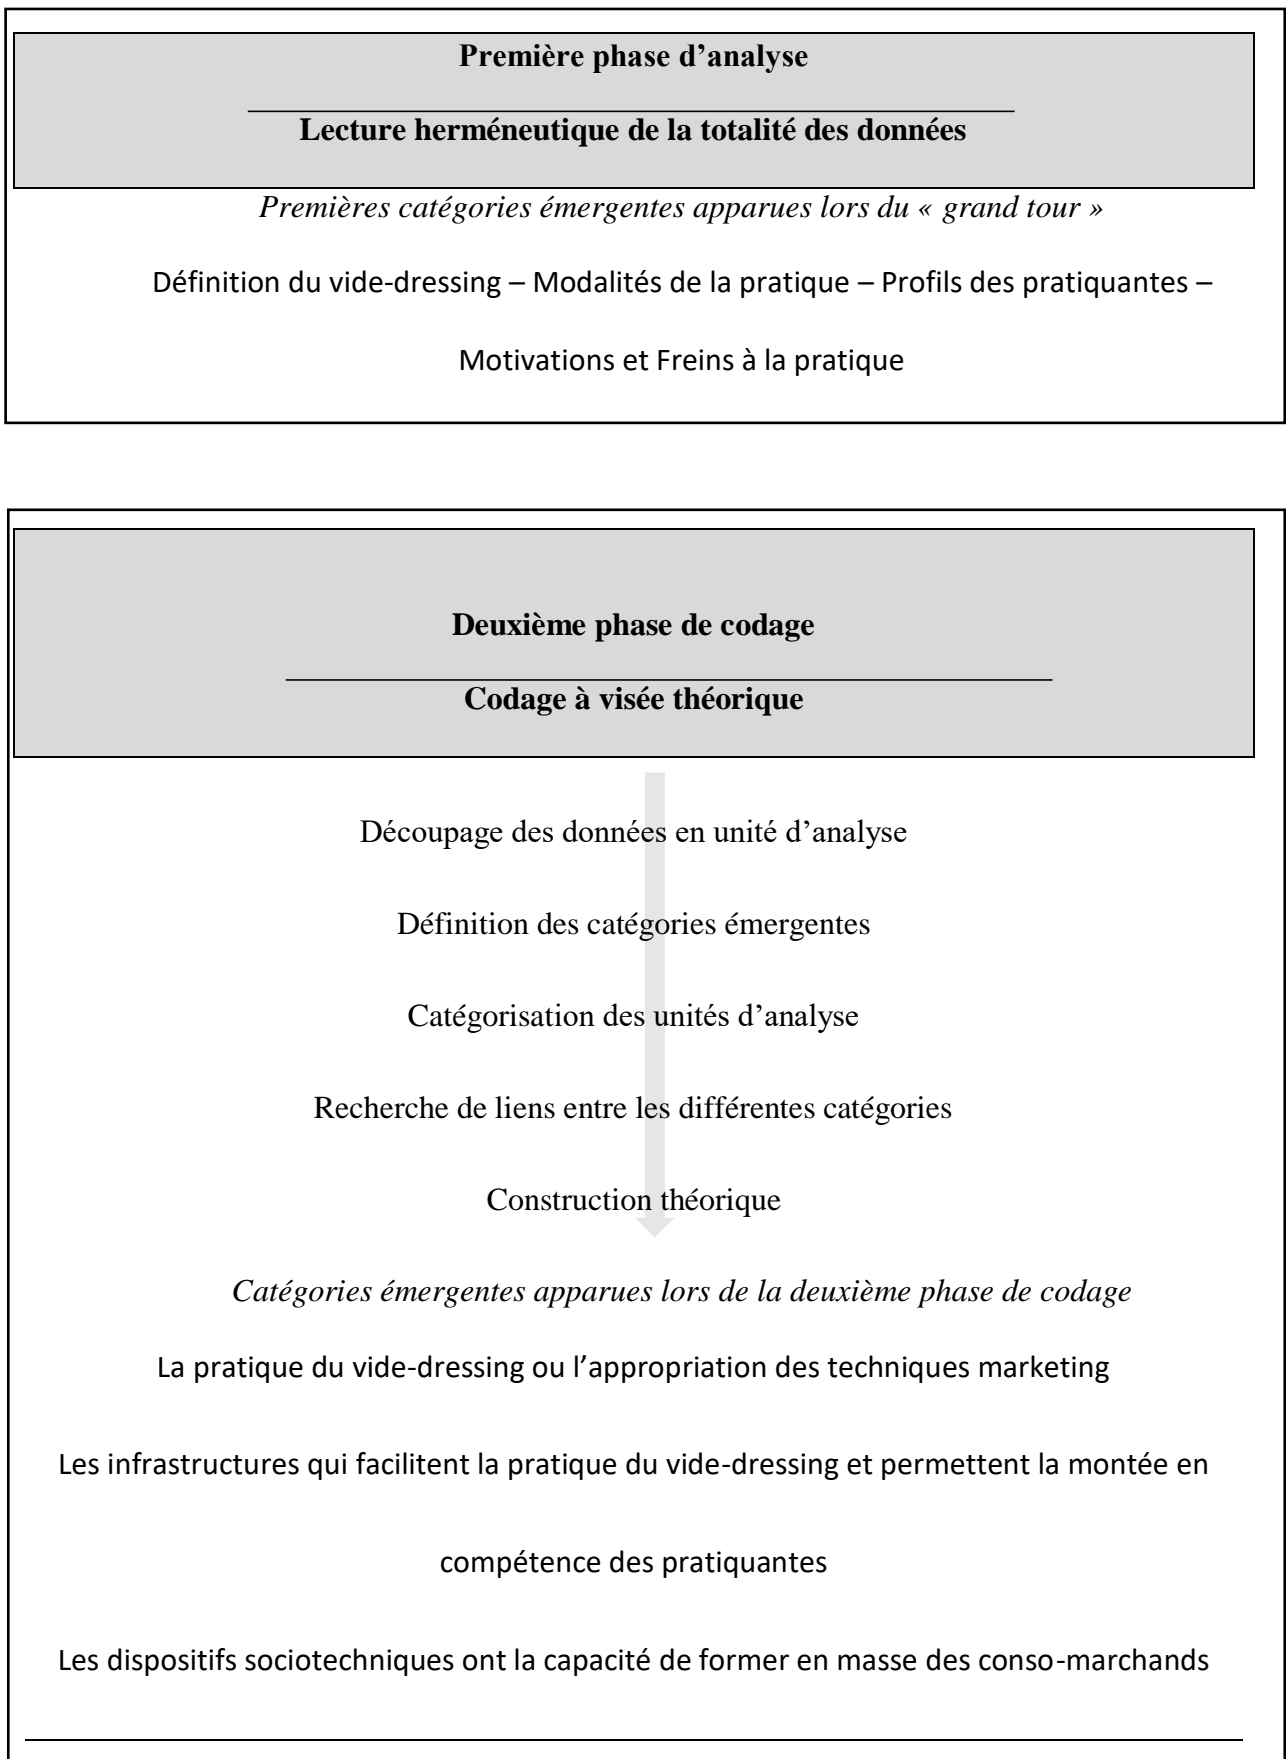 Première phase d’analyse
Lecture herméneutique de la totalité des données
Premières catégories émergentes apparues lors du « grand tour »
Définition du vide-dressing – Modalités de la pratique – Profils des pratiquantes –
Motivations et Freins à la pratique
Deuxième phase de codage
Codage à visée théorique
Découpage des données en unité d’analyse
Définition des catégories émergentes
Catégorisation des unités d’analyse
Recherche de liens entre les différentes catégories
Construction théorique
Catégories émergentes apparues lors de la deuxième phase de codage
La pratique du vide-dressing ou l’appropriation des techniques marketing
Les infrastructures qui facilitent la pratique du vide-dressing et permettent la montée en
compétence des pratiquantes
Les dispositifs sociotechniques ont la capacité de former en masse des conso-marchands